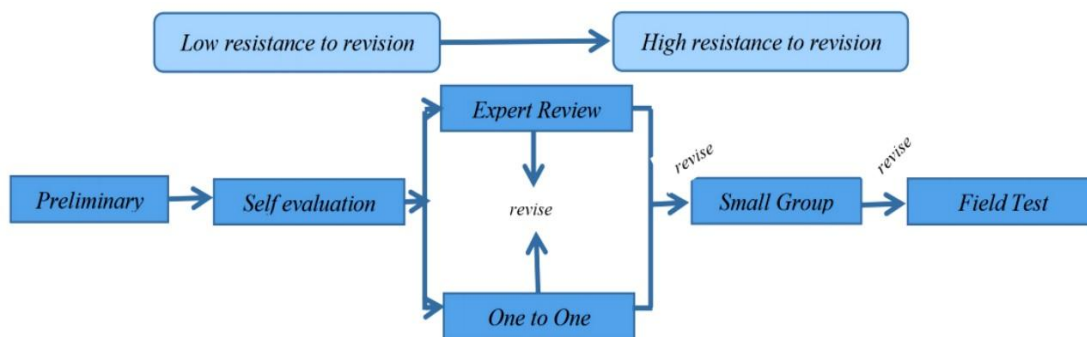 Low resistance to revision
High resistance to revision
Expert Review
revise
revise
Preliminary
Self evaluation
revise
Small Group
Field Test
One to One